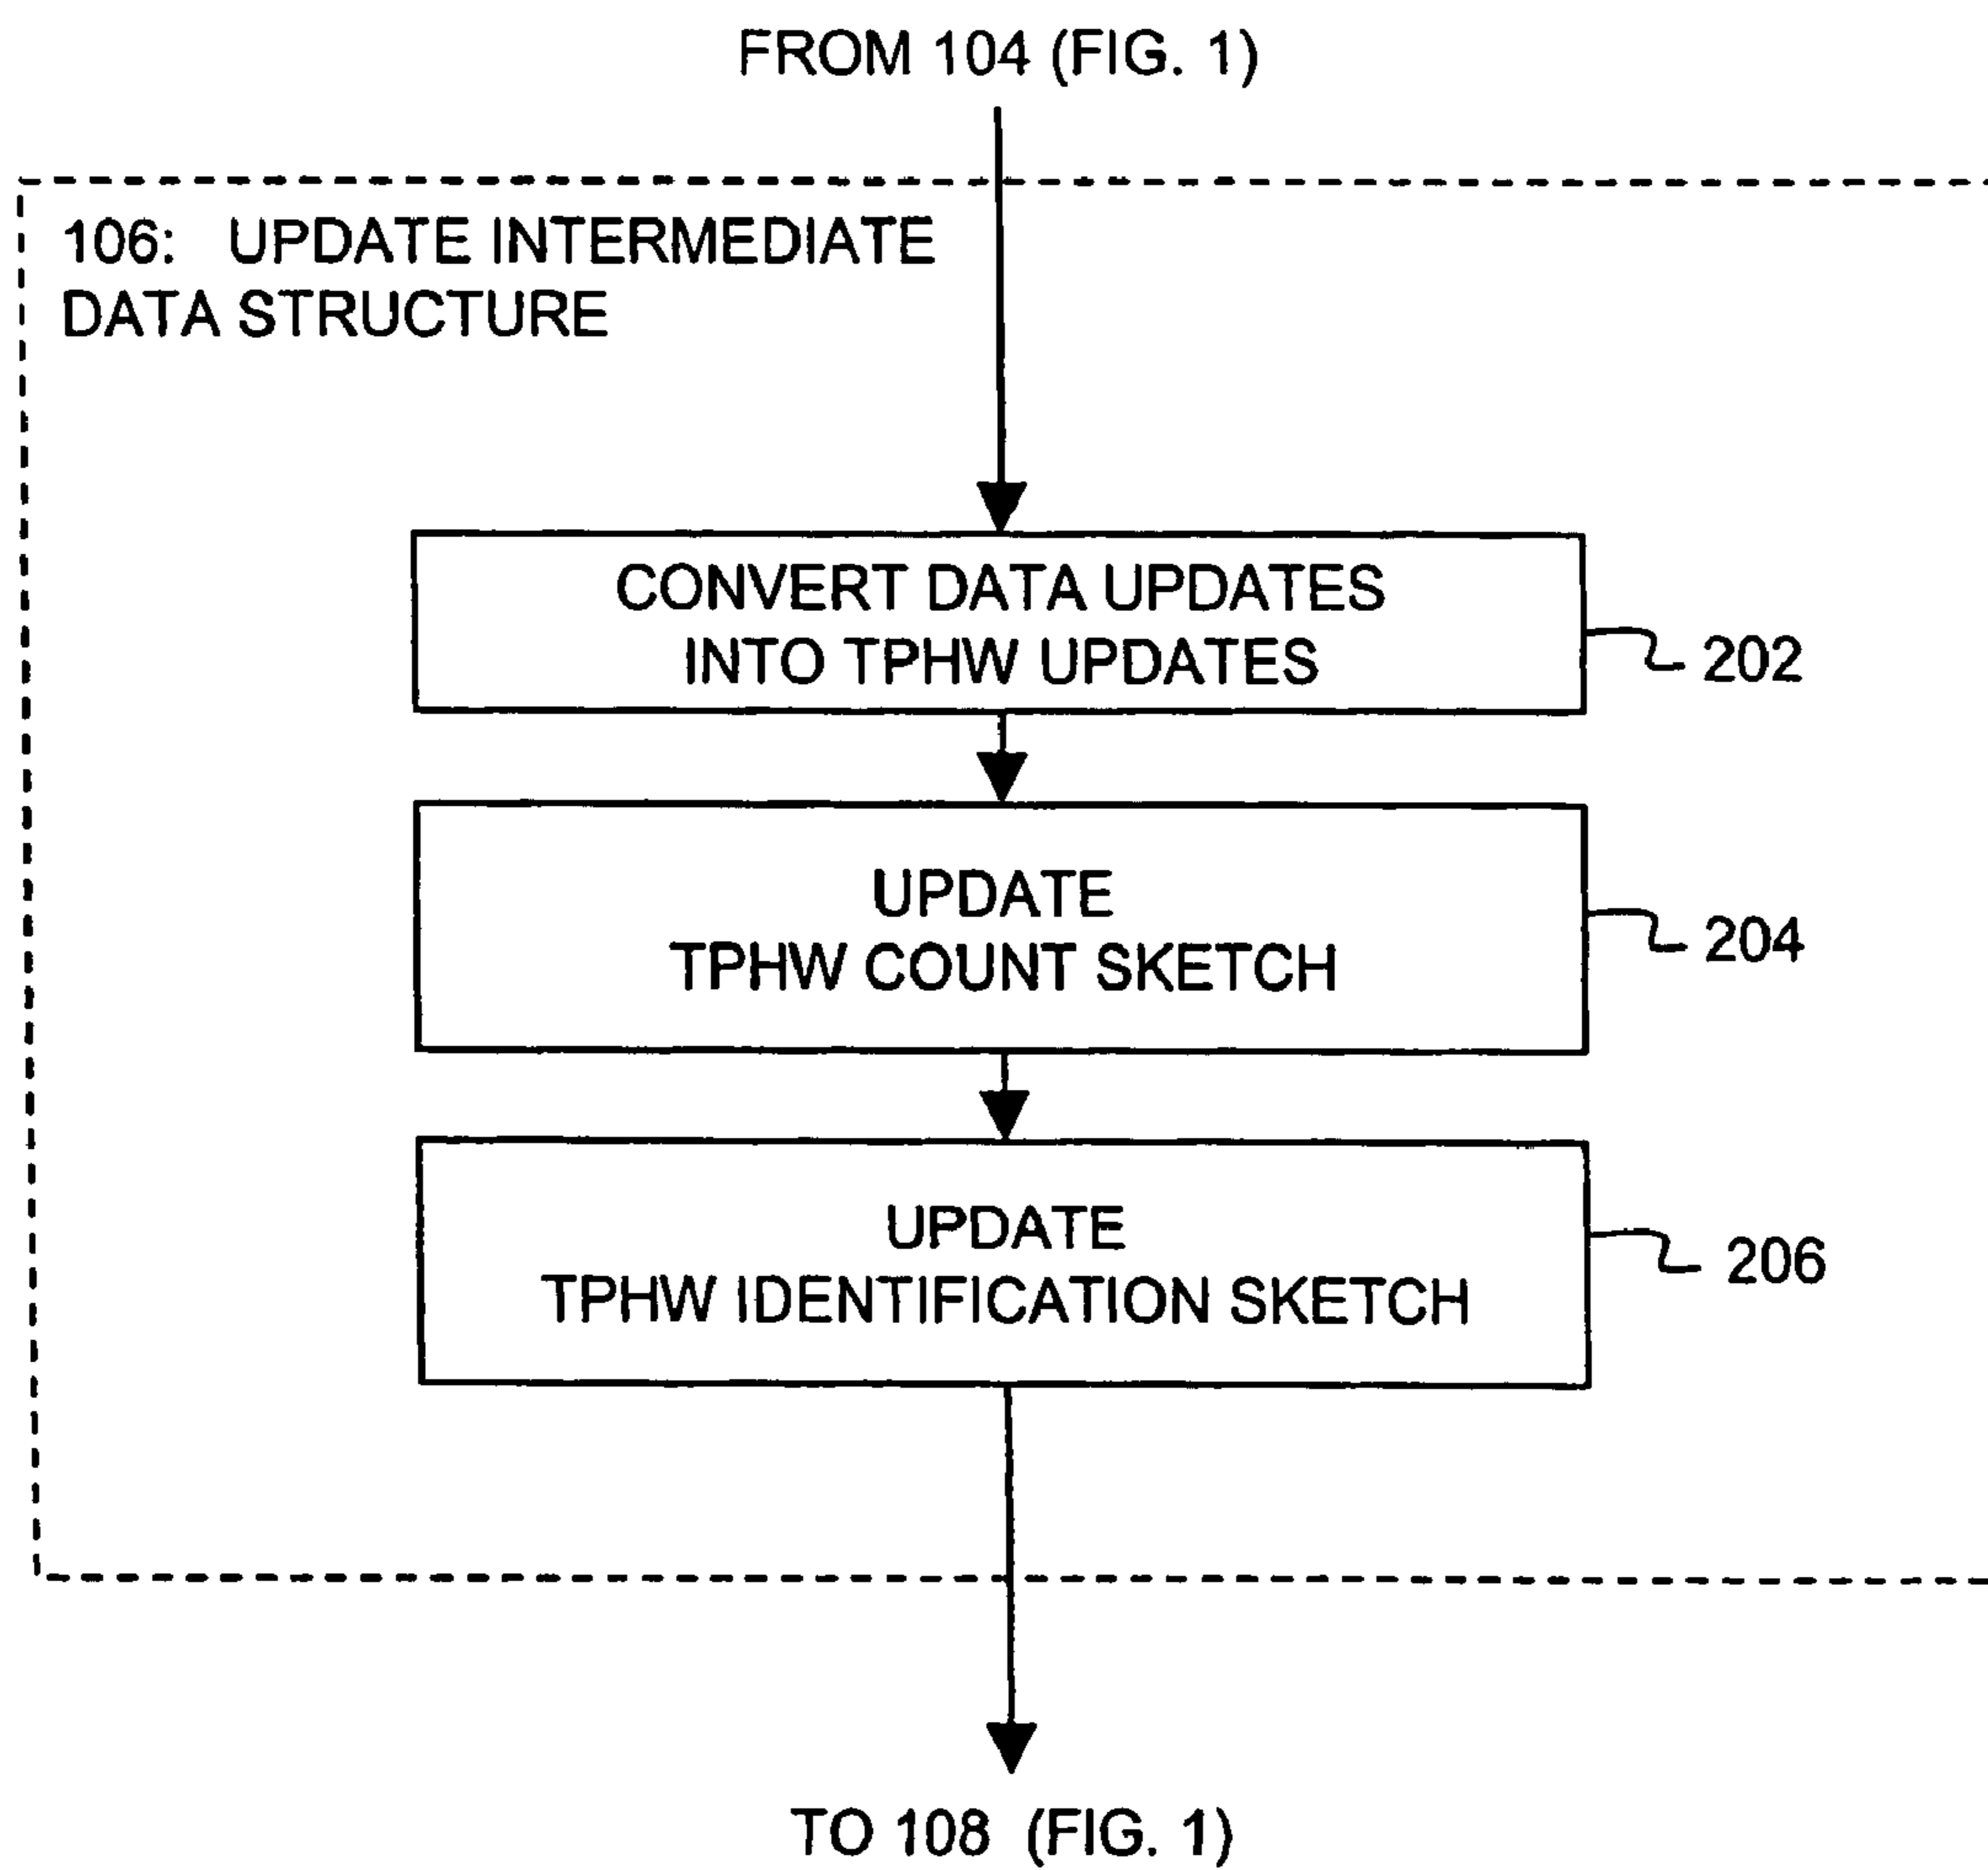 FROM 104 (FIG. 1)
106: UPDATE INTERMEDIATE
DATA STRUCTURE
CONVERT DATA UPDATES
INTO TPHW UPDATES
202
UPDATE
TPHW COUNT SKETCH
204
UPDATE
TPHW IDENTIFICATION SKETCH
206
TO 108 (FIG. 1)